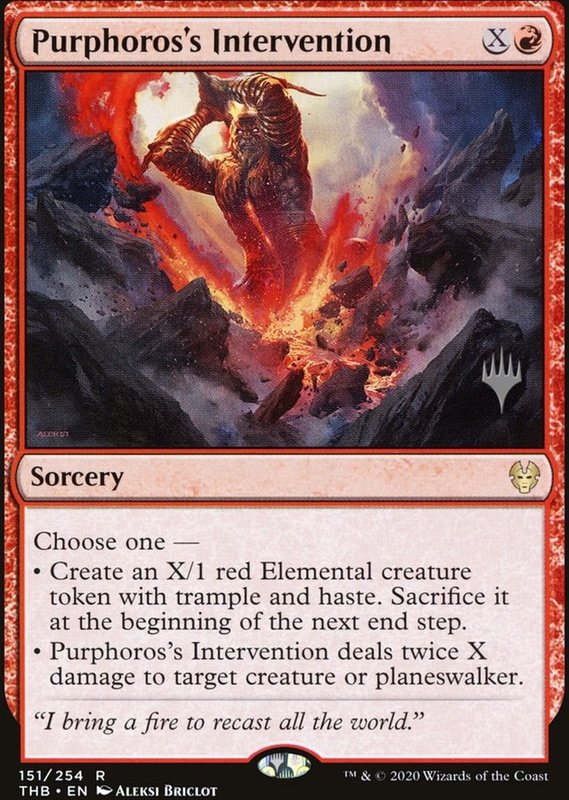 Purphoros's Intervention X
Sorcery
Choose one —
• Create an X/1 red Elemental creature
token with trample and haste. Sacrifice it
at the beginning of the next end step.
• Purphoros's Intervention deals twice X
damage to target creature or planeswalker.
“I bring a fire to recast all the world.”
151/254 R
THB • EN Aleksi Briclot
™ & © 2020 Wizards of the Coast